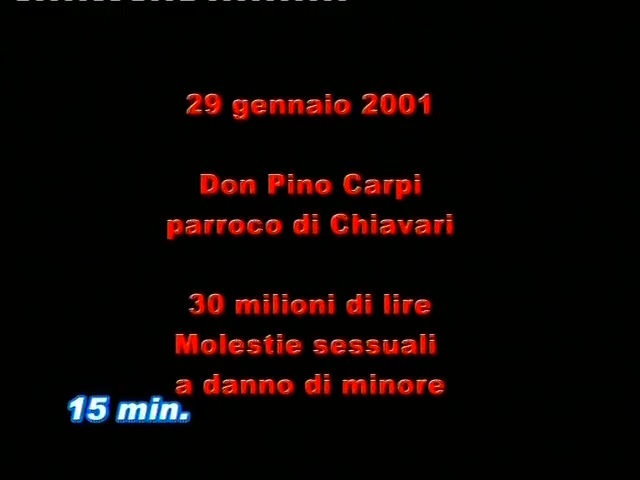 29 gennaio 2001
Don Pino Carpi
parroco di Chiavari
30 milioni di lire
Molestie sessuali
a danno di minore
15 min.